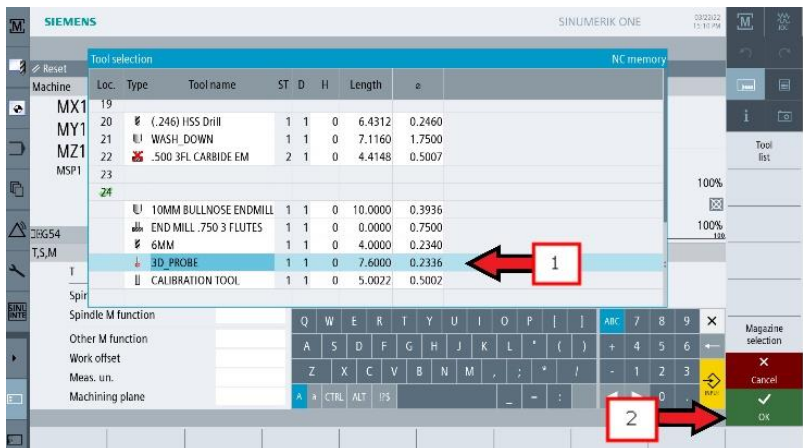 SIEMENS
SINUMERIK ONE
03/22/22
Reset
Machine
MX1
MY1
MZ1
MSP1
G54
T,S,M
T
Spin
Spindle M function
Other M function
Work offset
Meas. un.
Machining plane
Tool selection
NC memory
Loc. Type Tool name ST D H Length ø
19
20 (.246) HSS Drill 1 1 0 6.4312 0.2460
21 WASH_DOWN 1 1 0 7.1160 1.7500
22 .500 3FL CARBIDE EM 2 1 0 4.4148 0.5007
23
24
10MM BULLNOSE ENDMILL 1 1 0 10.0000 0.3936
END MILL .750 3 FLUTES 1 1 0 0.0000 0.7500
6MM 1 1 0 4.0000 0.2340
3D_PROBE 1 1 0 7.6000 0.2336
CALIBRATION TOOL 1 1 0 5.0022 0.5002
1
100%
100%
Q W E R T Y U I O P [ ] ABC 7 8 9
A S D F G H J K L " ( ) + 4 5 6
Z X C V B N M , ; * / - 1 2 3
A a CTRL ALT !?$ _ = : 0 . INPUT
2
M
Tool
list
Magazine
selection
Cancel
OK